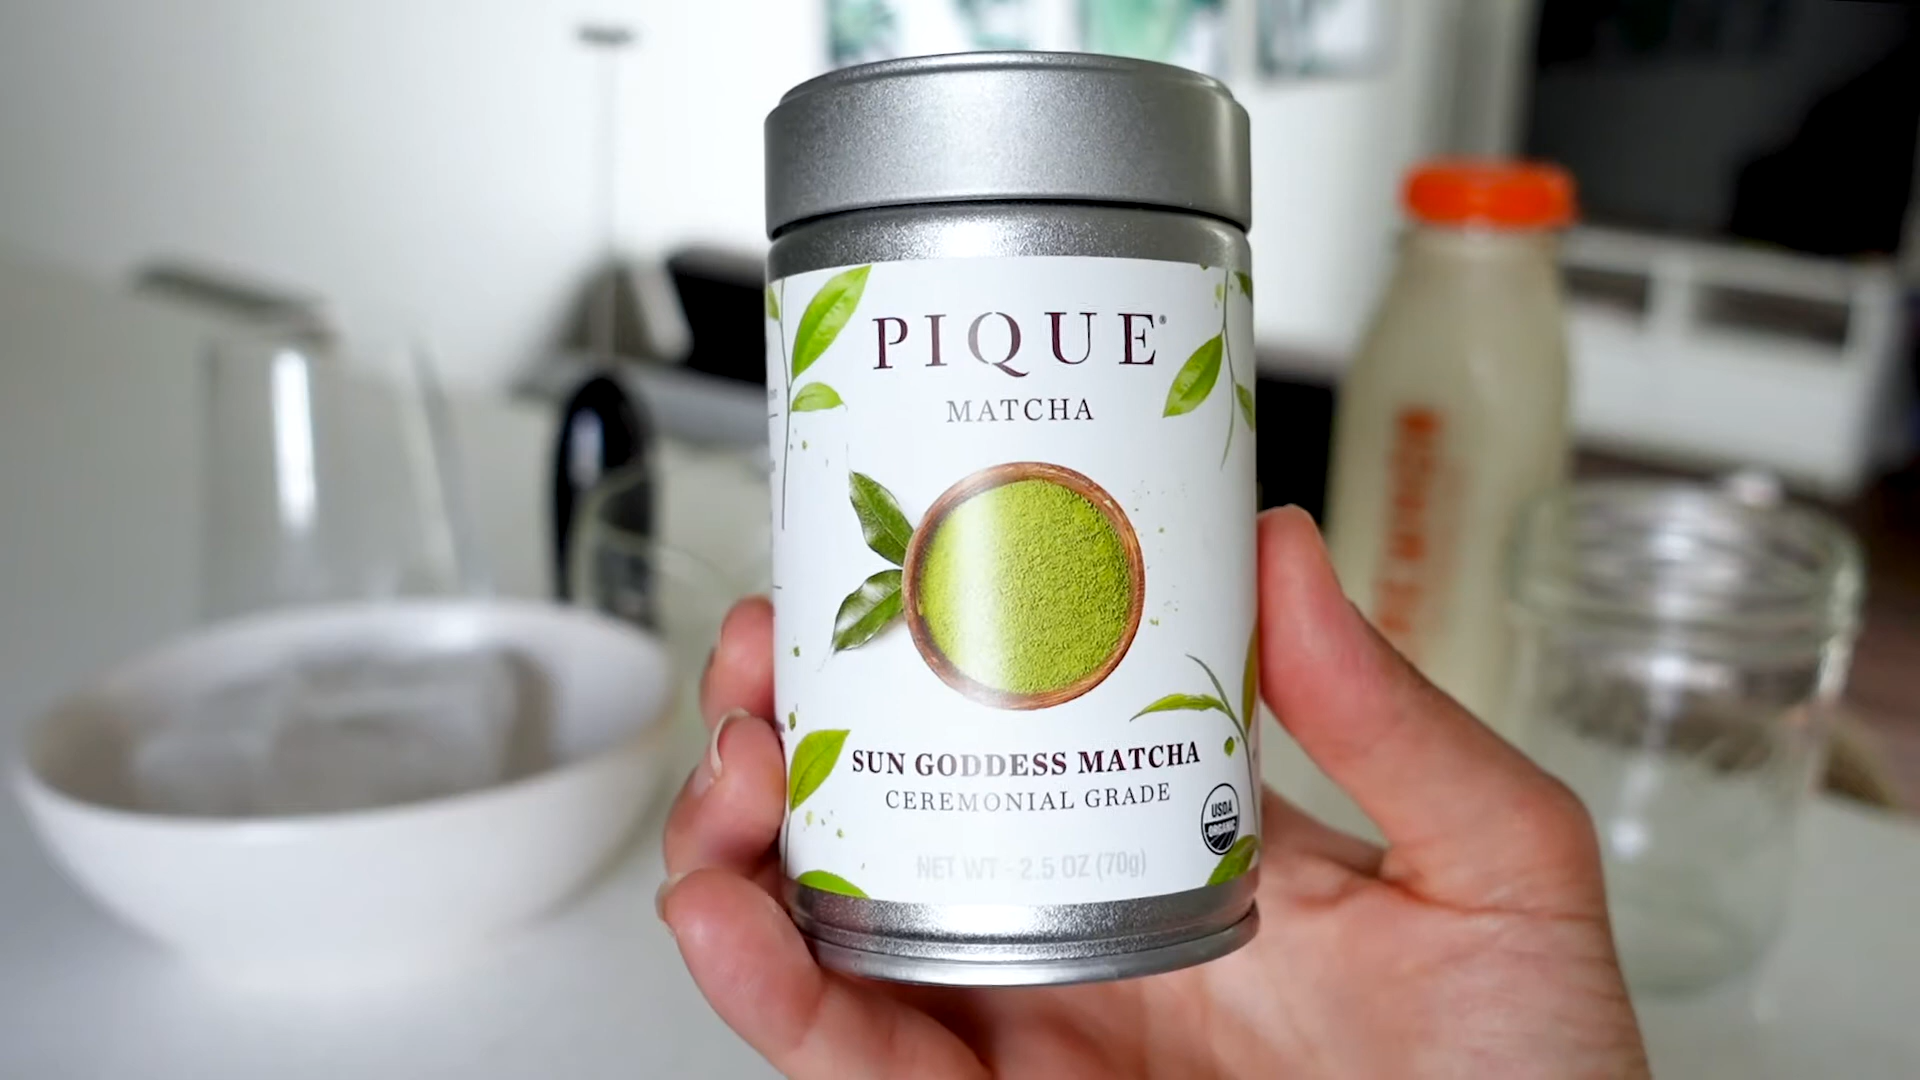 PIQUE®
MATCHA
SUN GODDESS MATCHA
CEREMONIAL GRADE
USDA
ORGANIC
NET WT - 2.5 OZ (70g)